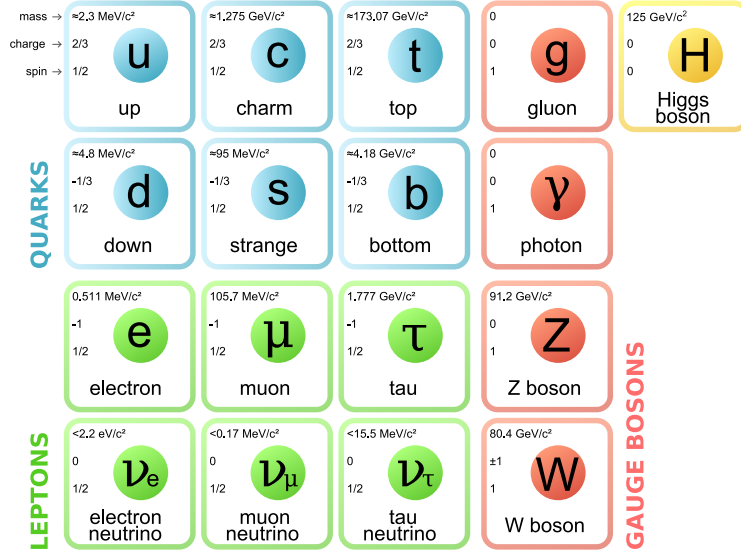 mass →
≈2.3 MeV/c²
charge →
2/3
spin →
1/2
u
up
≈1.275 GeV/c²
2/3
1/2
c
charm
≈173.07 GeV/c²
2/3
1/2
t
top
0
0
1
g
gluon
125 GeV/c²
0
0
H
Higgs
boson
QUARKS
≈4.8 MeV/c²
-1/3
1/2
d
down
≈95 MeV/c²
-1/3
1/2
s
strange
≈4.18 GeV/c²
-1/3
1/2
b
bottom
0
0
1
γ
photon
LEPTONS
0.511 MeV/c²
-1
1/2
e
electron
105.7 MeV/c²
-1
1/2
μ
muon
1.777 GeV/c²
-1
1/2
τ
tau
91.2 GeV/c²
0
1
Z
Z boson
GAUGE BOSONS
<2.2 eV/c²
0
1/2
νe
electron
neutrino
<0.17 MeV/c²
0
1/2
νμ
muon
neutrino
<15.5 MeV/c²
0
1/2
ντ
tau
neutrino
80.4 GeV/c²
±1
1
W
W boson